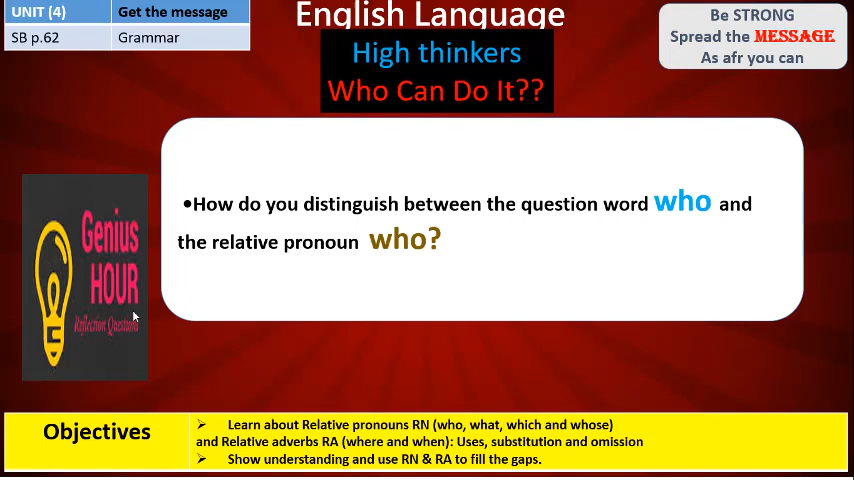 UNIT (4)
Get the message
SB p.62
Grammar
English Language
High thinkers
Who Can Do It??
Be STRONG
Spread the MESSAGE
As afr you can
Genius
HOUR
Reflection Questions
•How do you distinguish between the question word who and
the relative pronoun who?
Objectives
➢ Learn about Relative pronouns RN (who, what, which and whose)
and Relative adverbs RA (where and when): Uses, substitution and omission
➢ Show understanding and use RN & RA to fill the gaps.